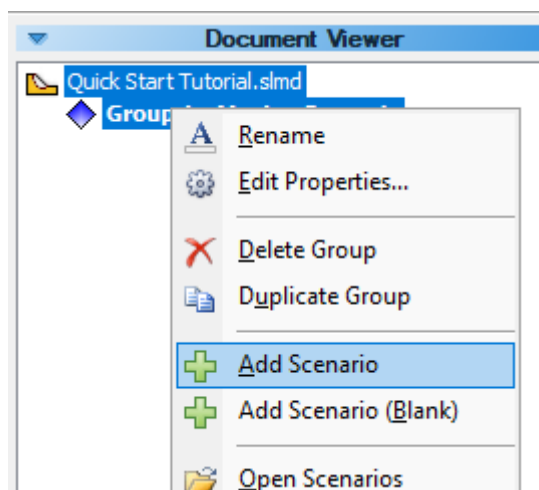 Document Viewer
Quick Start Tutorial.slmd
Group
Rename
Edit Properties...
Delete Group
Duplicate Group
Add Scenario
Add Scenario (Blank)
Open Scenarios